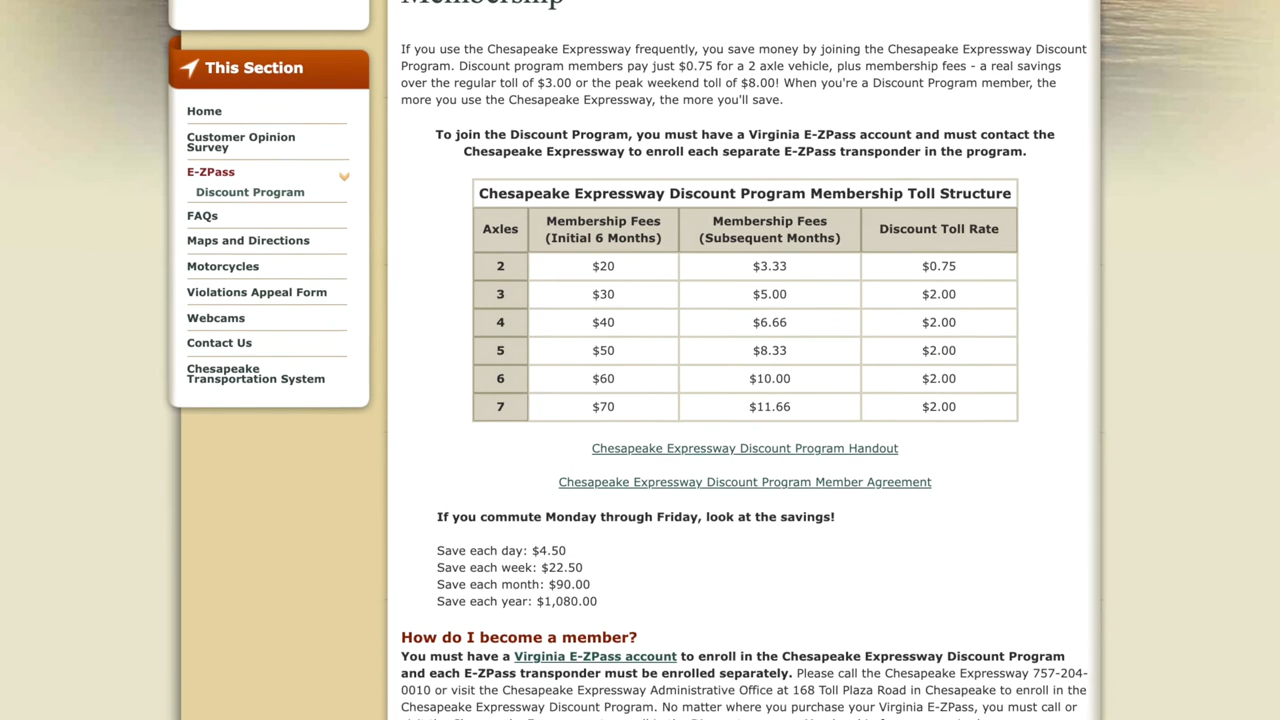 Membership
This Section
Home
Customer Opinion
Survey
E-ZPass
Discount Program
FAQs
Maps and Directions
Motorcycles
Violations Appeal Form
Webcams
Contact Us
Chesapeake
Transportation System
If you use the Chesapeake Expressway frequently, you save money by joining the Chesapeake Expressway Discount
Program. Discount program members pay just $0.75 for a 2 axle vehicle, plus membership fees - a real savings
over the regular toll of $3.00 or the peak weekend toll of $8.00! When you're a Discount Program member, the
more you use the Chesapeake Expressway, the more you'll save.
To join the Discount Program, you must have a Virginia E-ZPass account and must contact the
Chesapeake Expressway to enroll each separate E-ZPass transponder in the program.
Chesapeake Expressway Discount Program Membership Toll Structure
Axles Membership Fees (Initial 6 Months) Membership Fees (Subsequent Months) Discount Toll Rate
2 $20 $3.33 $0.75
3 $30 $5.00 $2.00
4 $40 $6.66 $2.00
5 $50 $8.33 $2.00
6 $60 $10.00 $2.00
7 $70 $11.66 $2.00
Chesapeake Expressway Discount Program Handout
Chesapeake Expressway Discount Program Member Agreement
If you commute Monday through Friday, look at the savings!
Save each day: $4.50
Save each week: $22.50
Save each month: $90.00
Save each year: $1,080.00
How do I become a member?
You must have a Virginia E-ZPass account to enroll in the Chesapeake Expressway Discount Program
and each E-ZPass transponder must be enrolled separately. Please call the Chesapeake Expressway 757-204-
0010 or visit the Chesapeake Expressway Administrative Office at 168 Toll Plaza Road in Chesapeake to enroll in the
Chesapeake Expressway Discount Program. No matter where you purchase your Virginia E-ZPass, you must call or